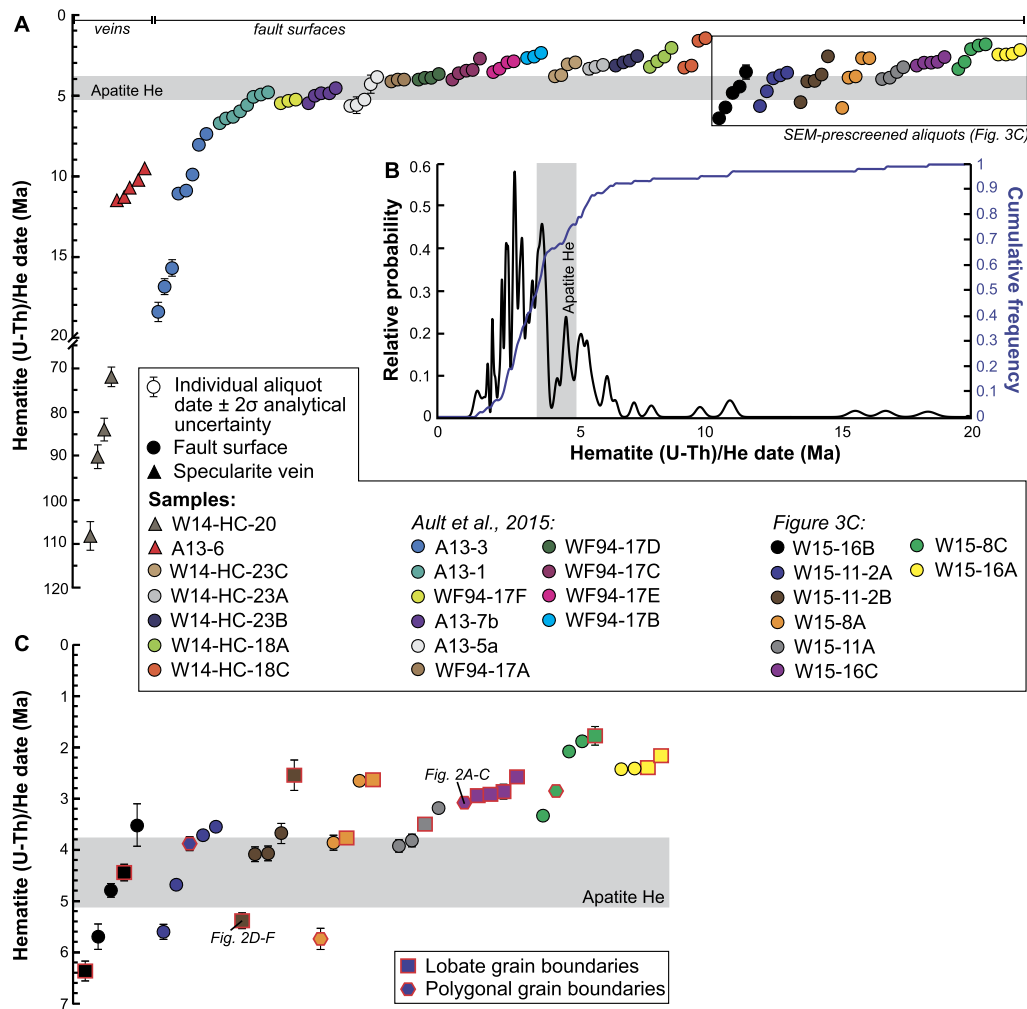 A
veins
fault surfaces
0
5
10
15
20
70
80
90
100
110
120
Hematite (U-Th)/He date (Ma)
Apatite He
SEM-prescreened aliquots (Fig. 3C)
B
0.6
0.5
0.4
0.3
0.2
0.1
0
Relative probability
Apatite He
1
0.9
0.8
0.7
0.6
0.5
0.4
0.3
0.2
0.1
0
Cumulative frequency
0 5 10 15 20
Hematite (U-Th)/He date (Ma)
Individual aliquot
date ± 2σ analytical
uncertainty
Fault surface
Specularite vein
Samples:
W14-HC-20
A13-6
W14-HC-23C
W14-HC-23A
W14-HC-23B
W14-HC-18A
W14-HC-18C
Ault et al., 2015:
A13-3
A13-1
WF94-17F
A13-7b
A13-5a
WF94-17A
WF94-17D
WF94-17C
WF94-17E
WF94-17B
Figure 3C:
W15-16B
W15-11-2A
W15-11-2B
W15-8A
W15-11A
W15-16C
W15-8C
W15-16A
C
0
1
2
3
4
5
6
7
Hematite (U-Th)/He date (Ma)
Fig. 2A-C
Apatite He
Fig. 2D-F
Lobate grain boundaries
Polygonal grain boundaries